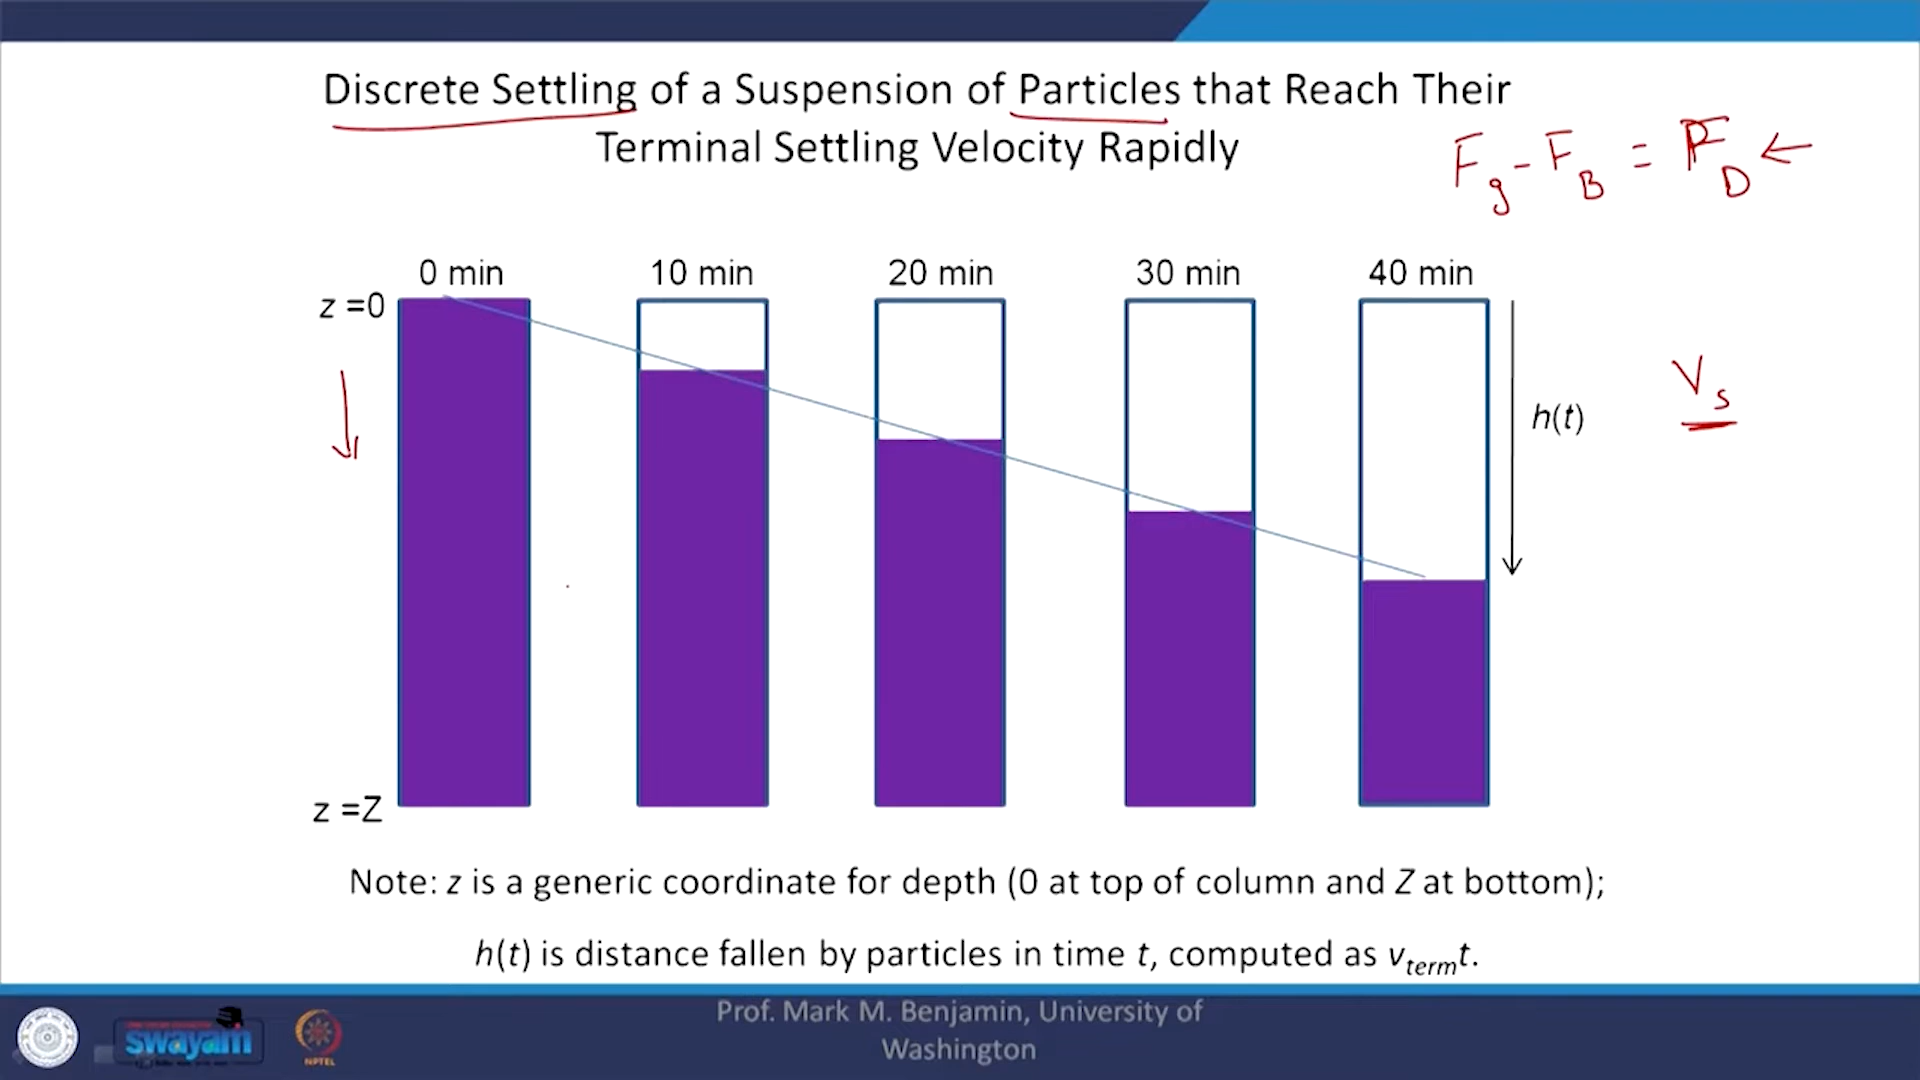 Discrete Settling of a Suspension of Particles that Reach Their
Terminal Settling Velocity Rapidly
Fg - FB = FD ←
0 min 10 min 20 min 30 min 40 min
z =0
h(t)
Vs
z =Z
Note: z is a generic coordinate for depth (0 at top of column and Z at bottom);
h(t) is distance fallen by particles in time t, computed as vtermt.
Prof. Mark M. Benjamin, University of
Washington
swayam
NPTEL